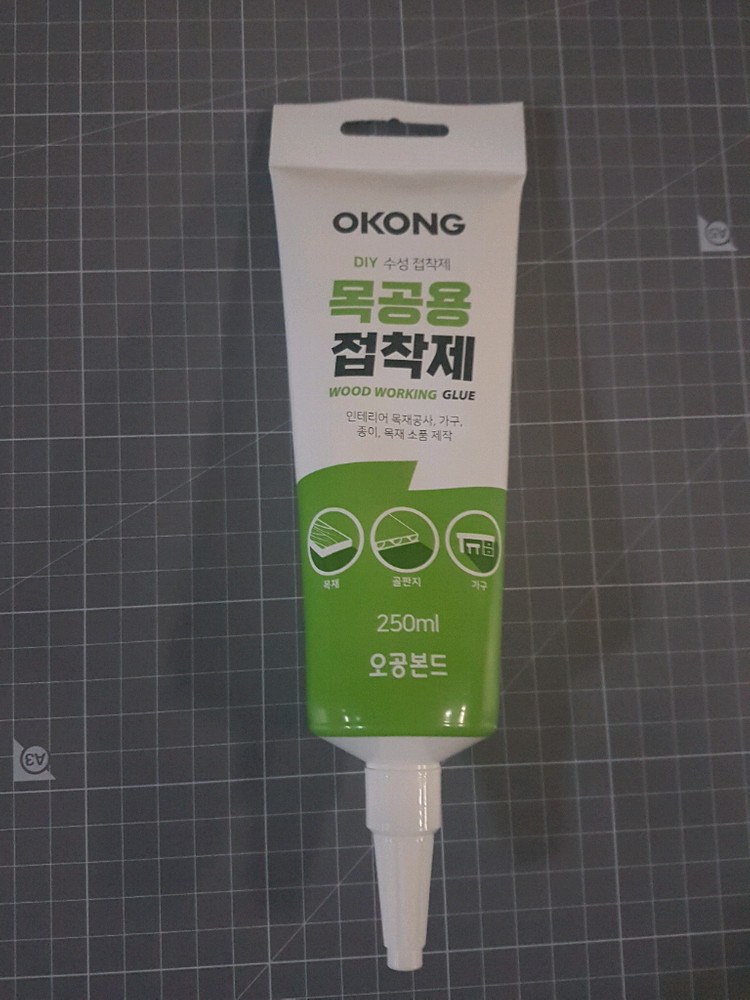 OKONG
DIY 수성 접착제
목공용
접착제
WOOD WORKING GLUE
인테리어 목재공사, 가구,
종이, 목재 소품 제작
목재 골판지 가구
250ml
오공본드
A5
A3